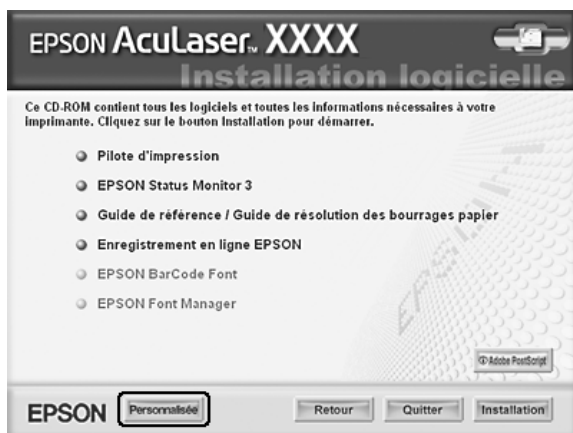 EPSON AcuLaser™ XXXX
Installation logicielle
Ce CD-ROM contient tous les logiciels et toutes les informations nécessaires à votre
imprimante. Cliquez sur le bouton Installation pour démarrer.
Pilote d'impression
EPSON Status Monitor 3
Guide de référence / Guide de résolution des bourrages papier
Enregistrement en ligne EPSON
EPSON BarCode Font
EPSON Font Manager
EPSON
Adobe PostScript
EPSON Personnalisée Retour Quitter Installation